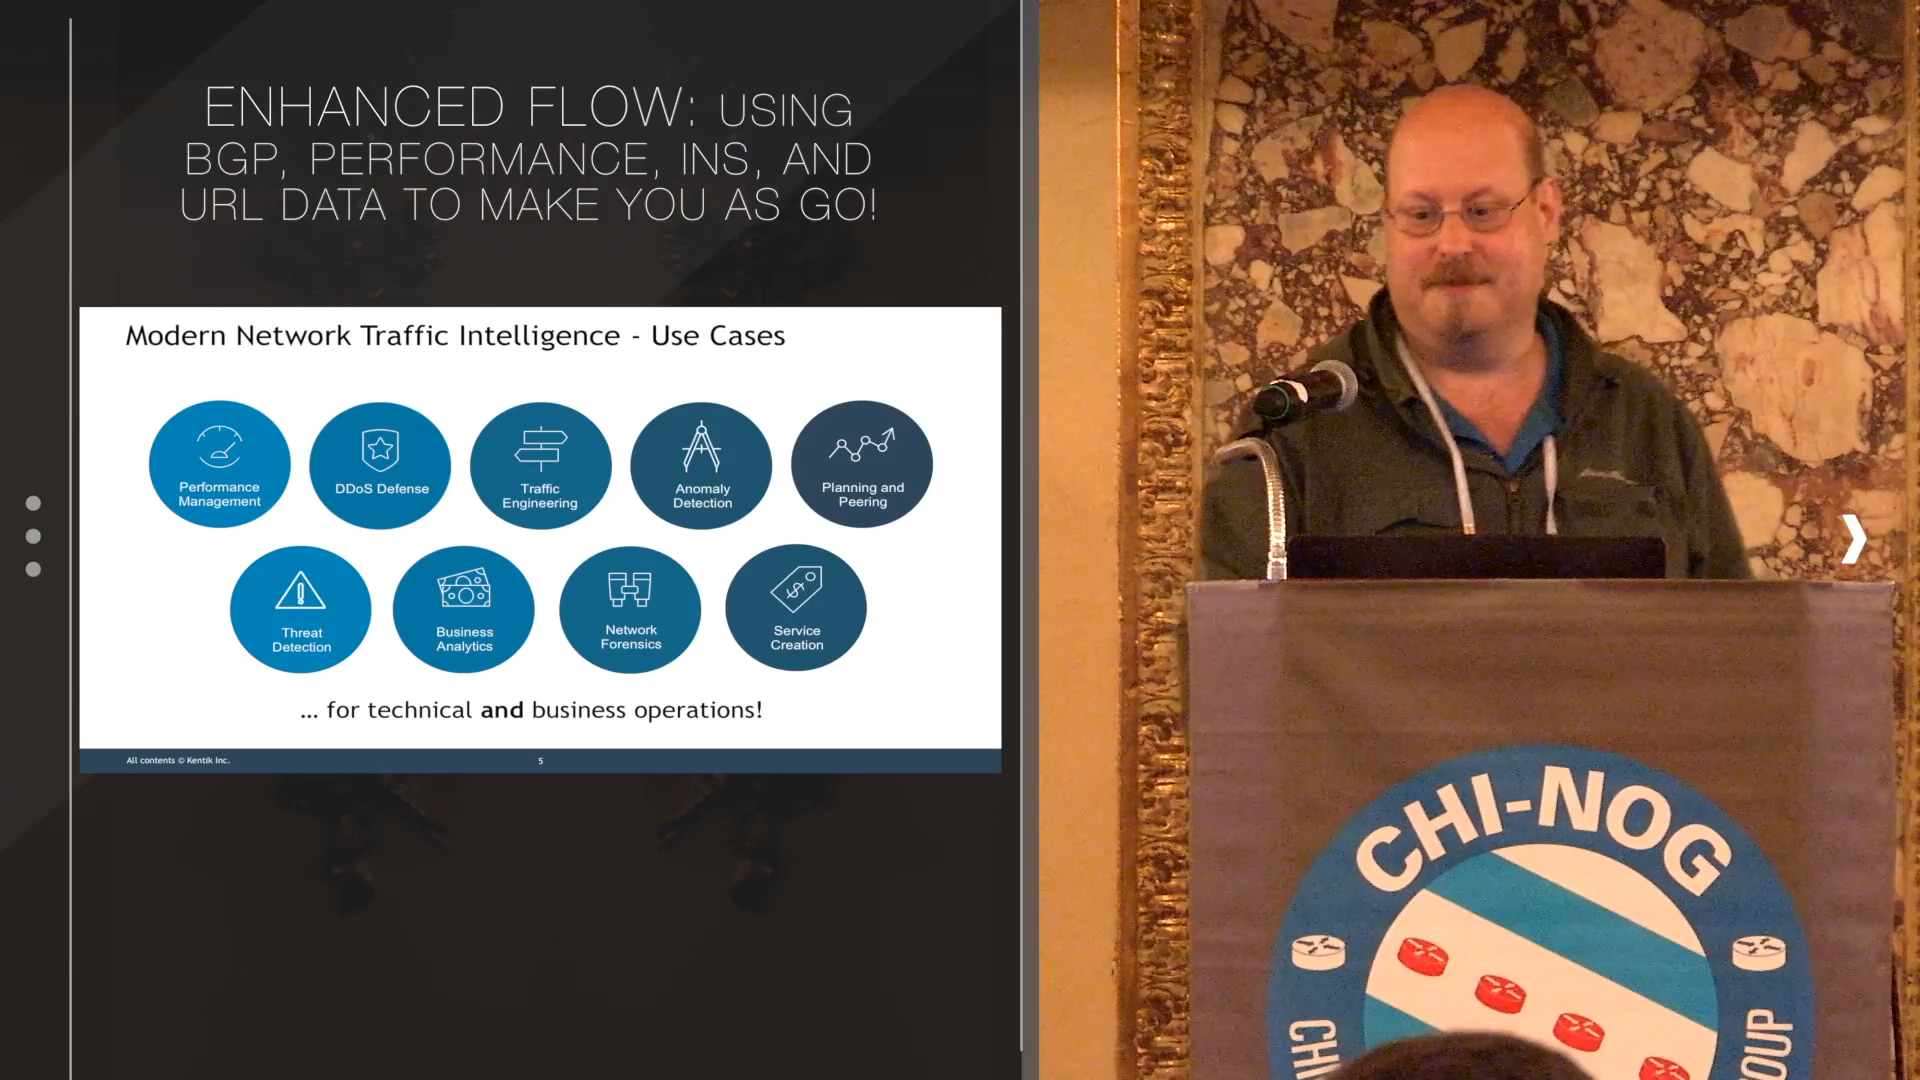 ENHANCED FLOW: USING
BGP, PERFORMANCE, INS, AND
URL DATA TO MAKE YOU AS GO!
Modern Network Traffic Intelligence - Use Cases
Performance
Management
DDoS Defense
Traffic
Engineering
Anomaly
Detection
Planning and
Peering
Threat
Detection
Business
Analytics
Network
Forensics
Service
Creation
... for technical and business operations!
All contents © Kentik Inc.
5
CHI-NOG
CHI
OUP